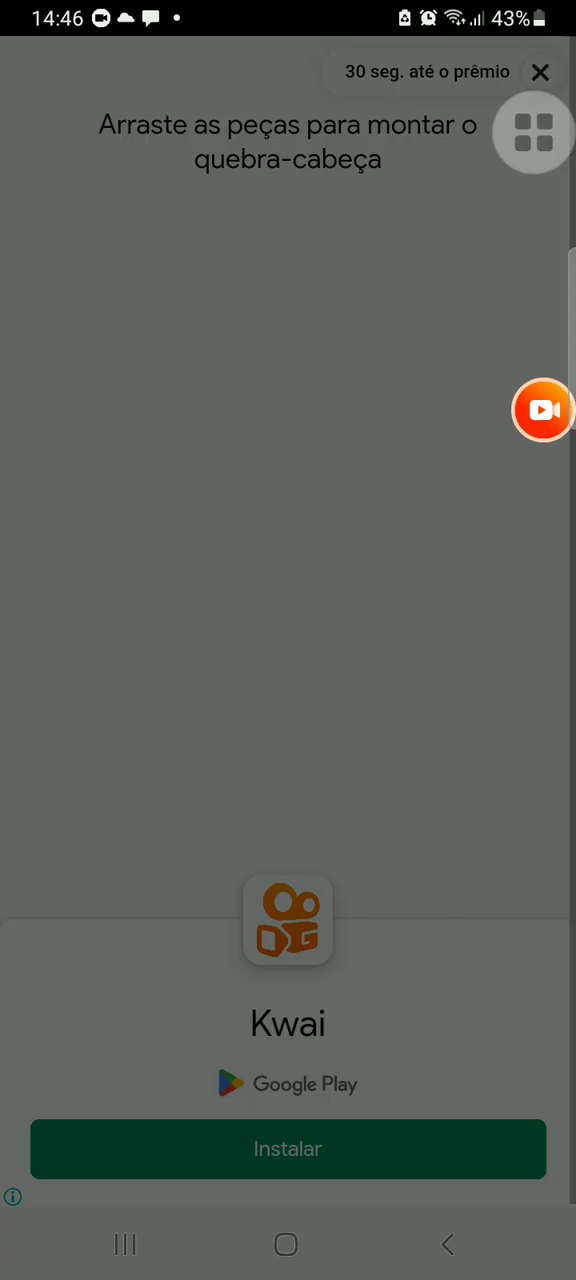 14:46
43%
30 seg. até o prêmio
Arraste as peças para montar o
quebra-cabeça
Kwai
Google Play
Instalar